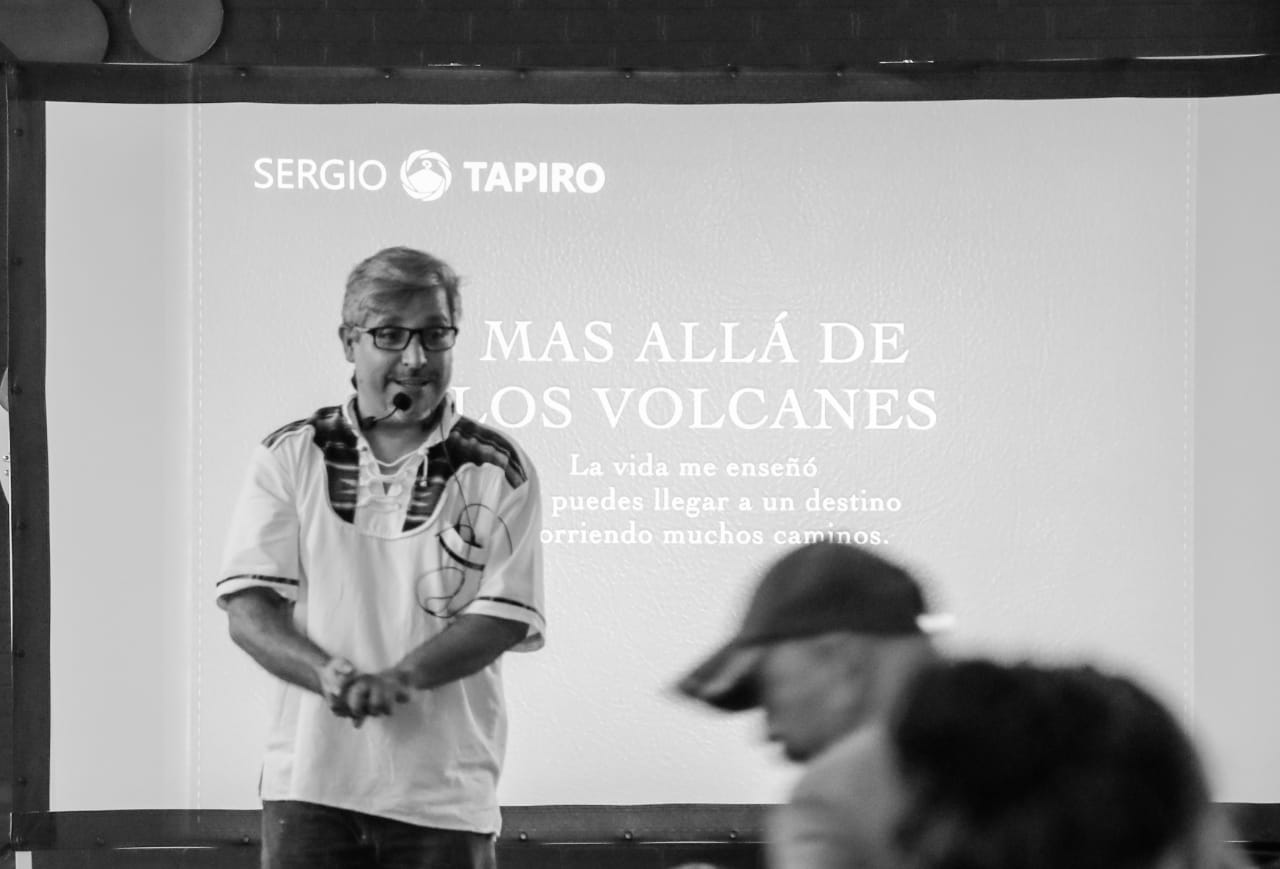 SERGIO TAPIRO
MAS ALLÁ DE
LOS VOLCANES
La vida me enseñó
puedes llegar a un destino
muchos caminos.